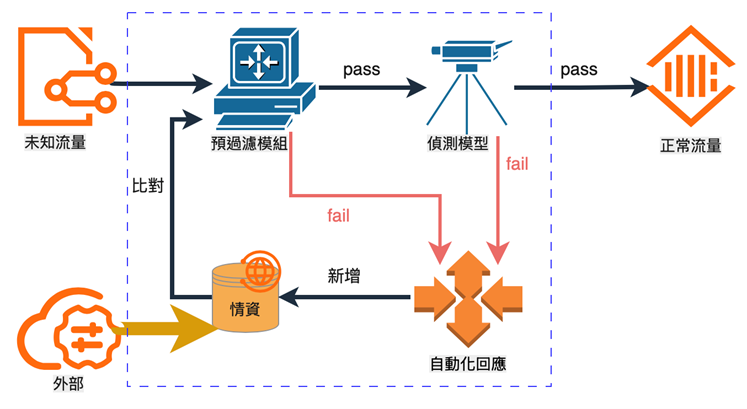 pass
pass
未知流量
預過濾模組
偵測模型
正常流量
fail
比對
fail
新增
情資
自動化回應
外部